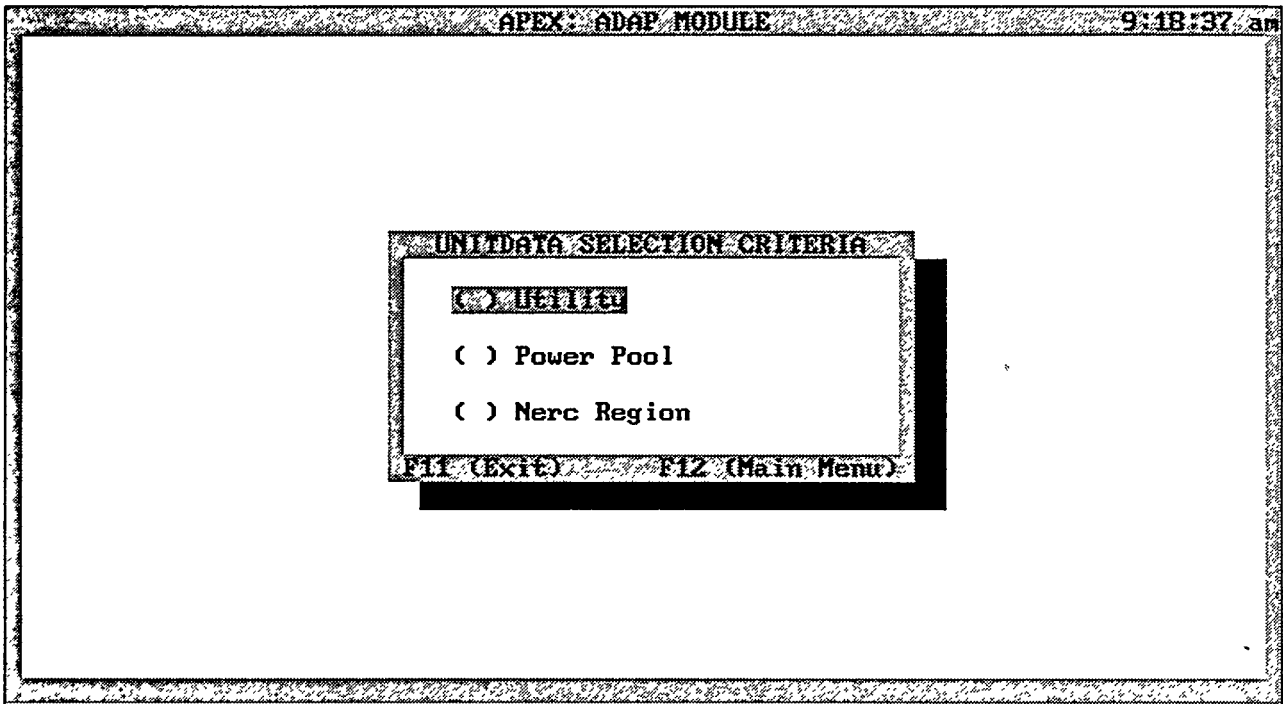 APEX: ADAP MODULE 9:18:37 am
UNITDATA SELECTION CRITERIA
( ) Utility
( ) Power Pool
( ) Nerc Region
F11 (Exit) F12 (Main Menu)